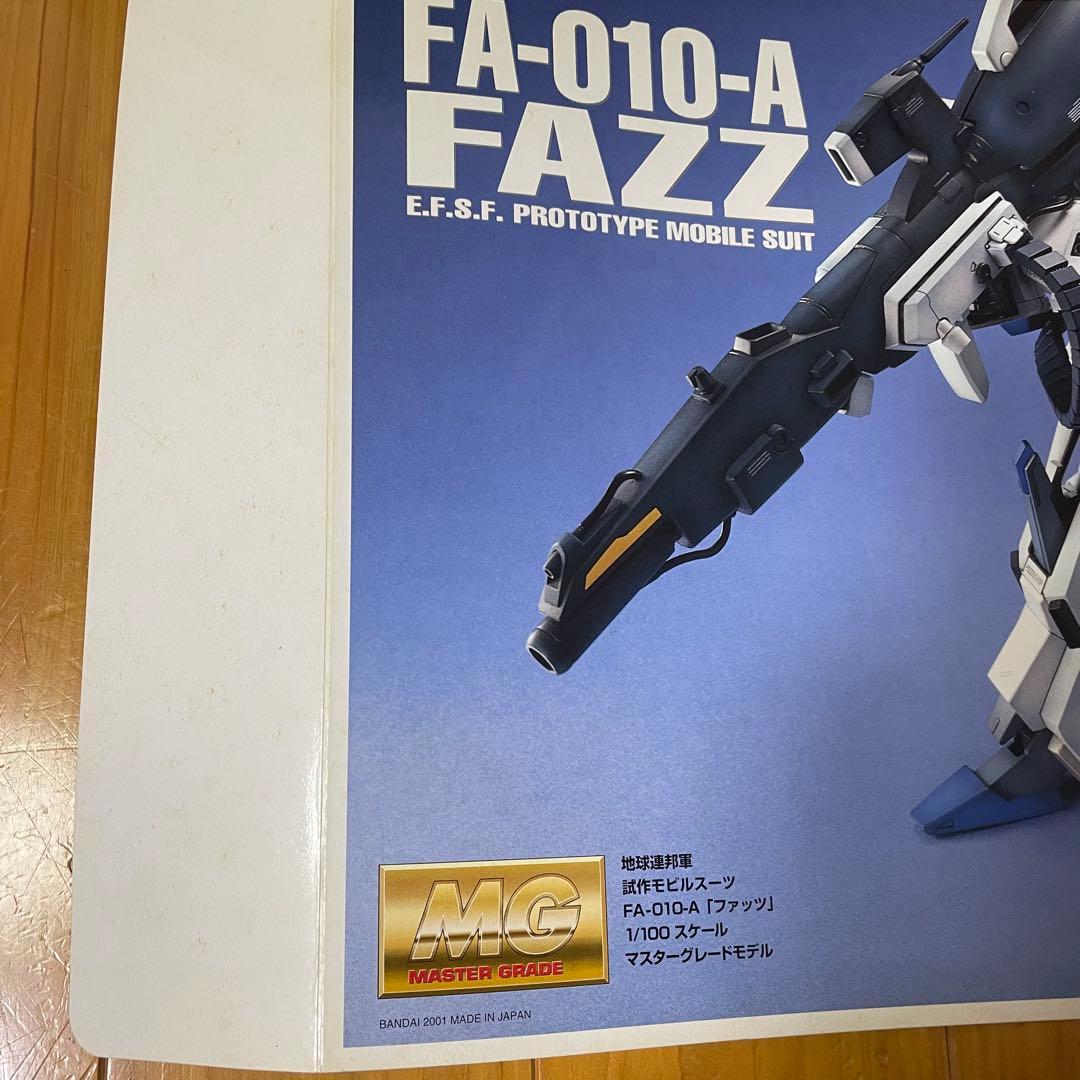 FA-010-A
FAZZ
E.F.S.F. PROTOTYPE MOBILE SUIT
MG
MASTER GRADE
地球連邦軍
試作モビルスーツ
FA-010-A「ファッツ」
1/100 スケール
マスターグレードモデル
BANDAI 2001 MADE IN JAPAN